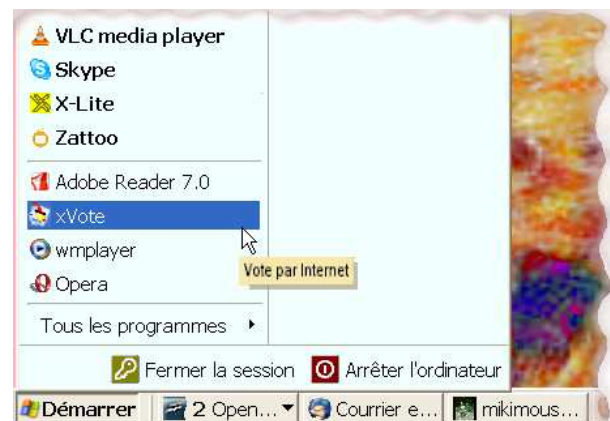 VLC media player
Skype
X-Lite
Zattoo
Adobe Reader 7.0
xVote
wmplayer
Vote par Internet
Opera
Tous les programmes
Fermer la session
Arrêter l'ordinateur
Démarrer
2 Open...
Courrier e...
mikimous...